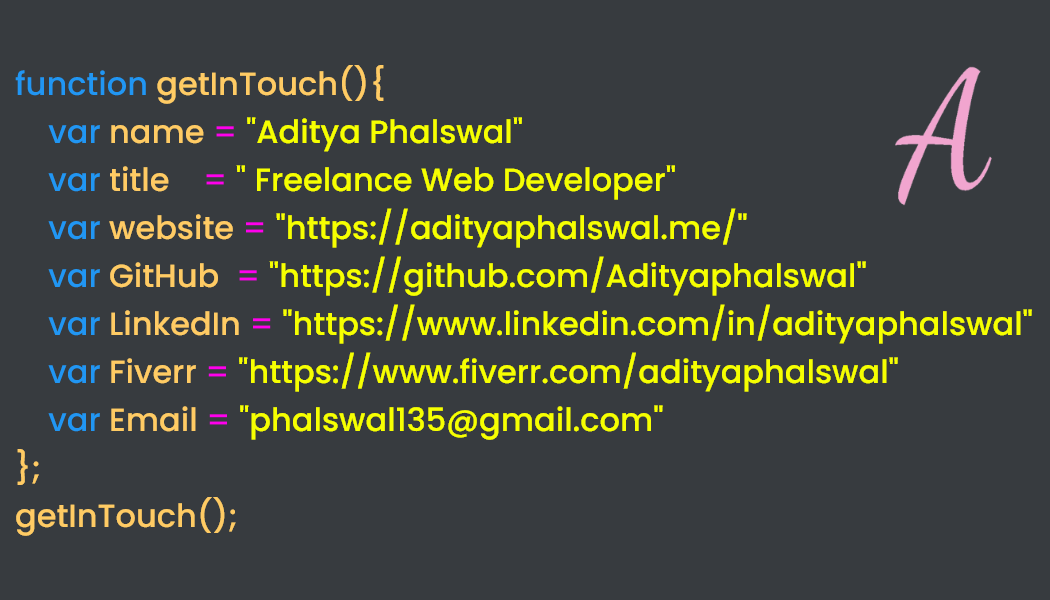 function getInTouch(){
var name = "Aditya Phalswal"
var title = " Freelance Web Developer"
var website = "https://adityaphalswal.me/"
var GitHub = "https://github.com/Adityaphalswal"
var LinkedIn = "https://www.linkedin.com/in/adityaphalswal"
var Fiverr = "https://www.fiverr.com/adityaphalswal"
var Email = "phalswal135@gmail.com"
};
getInTouch();
A